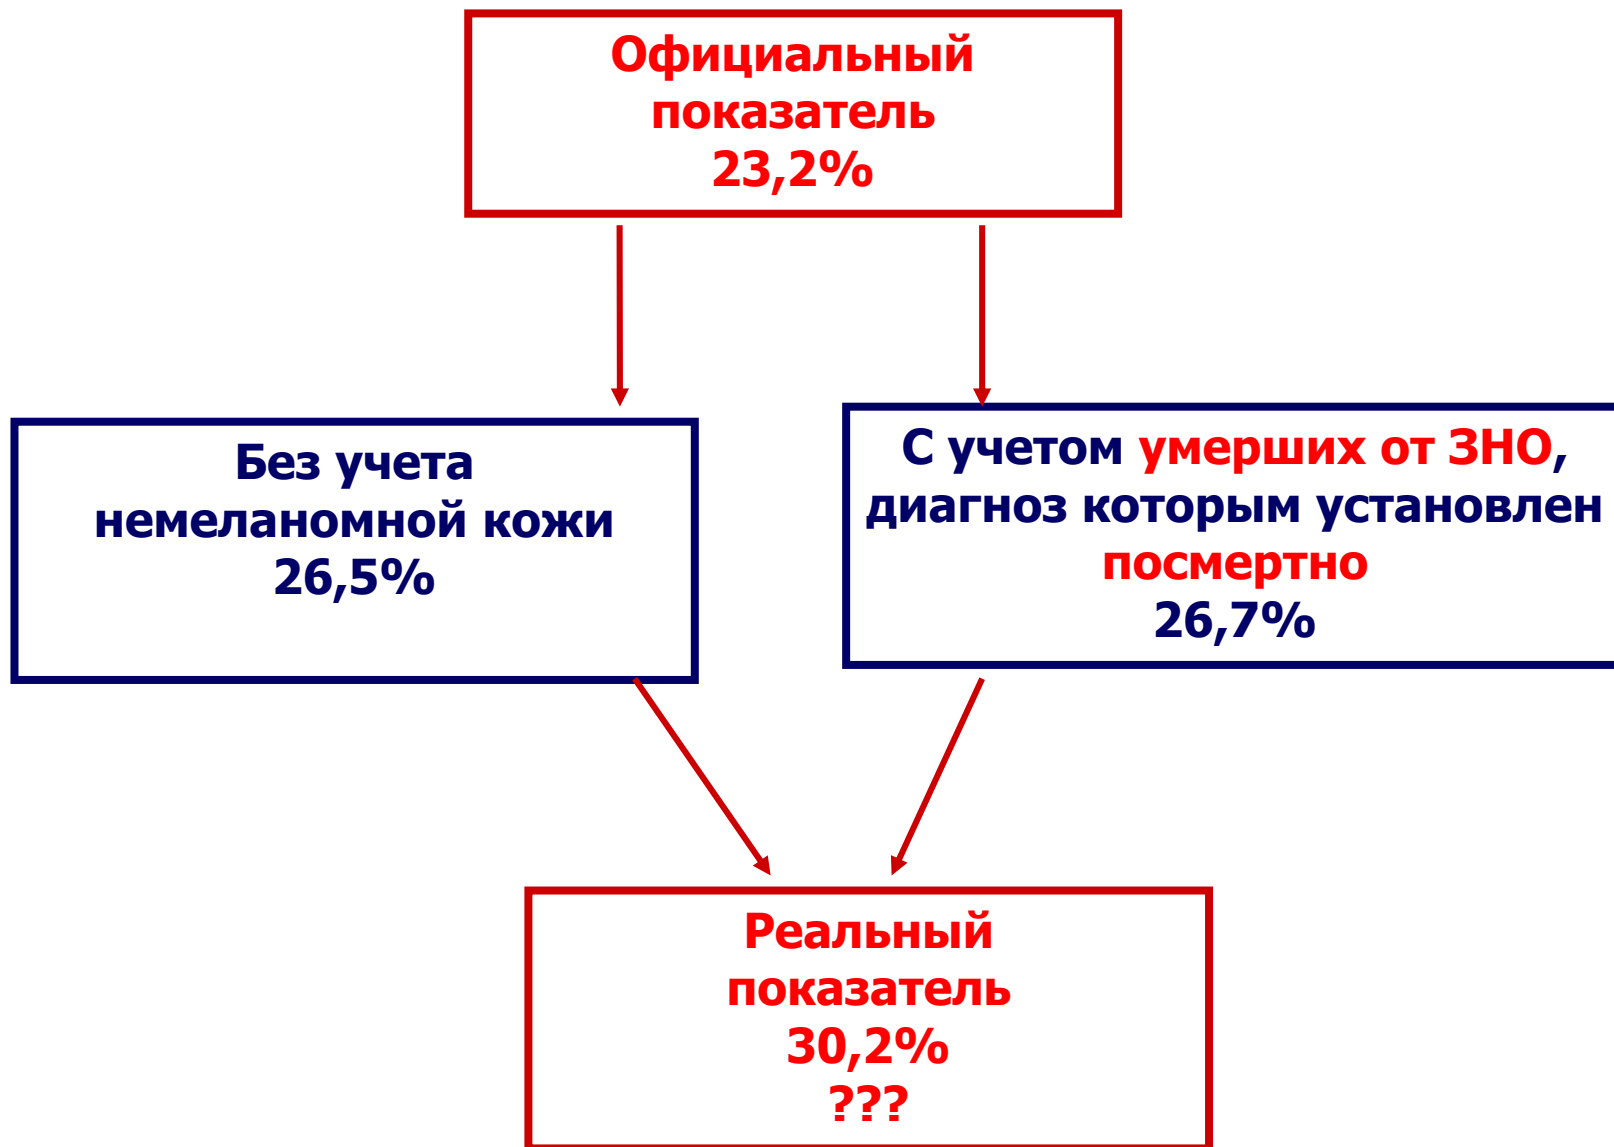 Официальный
показатель
23,2%
Без учета
немеланомной кожи
26,5%
С учетом умерших от ЗНО,
диагноз которым установлен
посмертно
26,7%
Реальный
показатель
30,2%
???